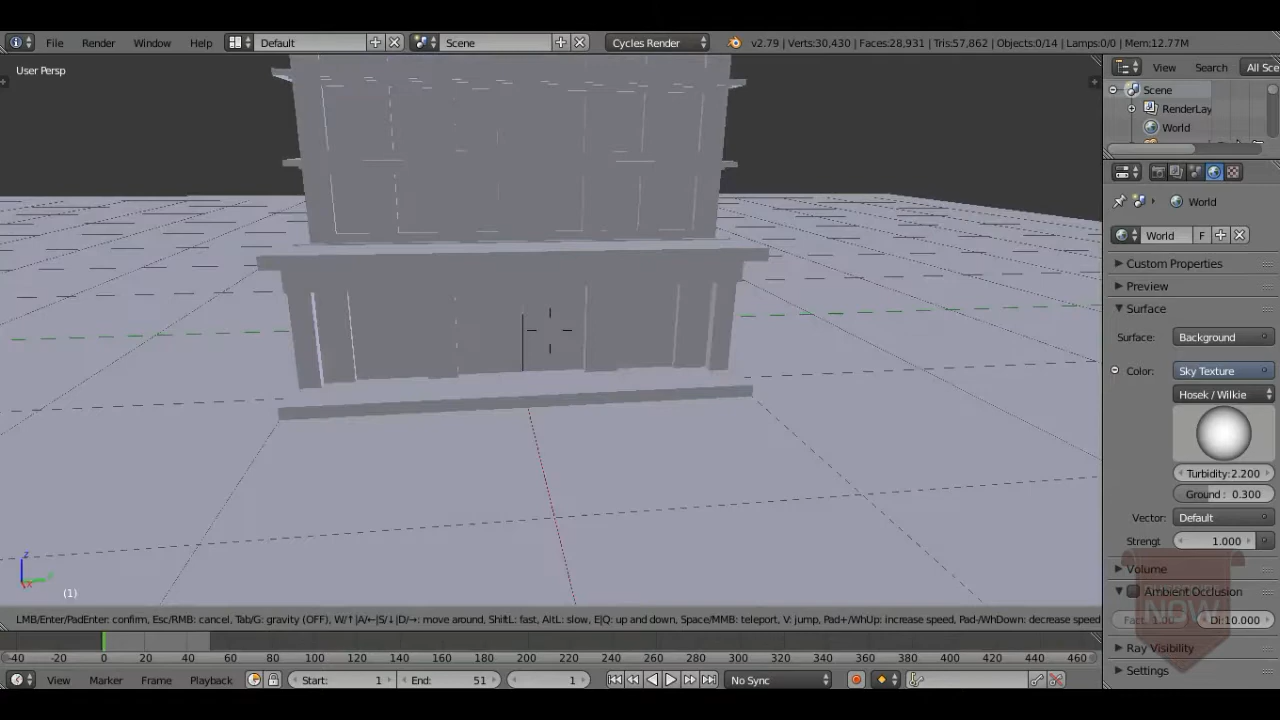 File Render Window Help Default Scene Cycles Render v2.79 | Verts:30,430 | Faces:28,931 | Tris:57,862 | Objects:0/14 | Lamps:0/0 | Mem:12.77M
User Persp
View Search All Sce
Scene
RenderLay
World
World
World F
Custom Properties
Preview
Surface
Surface: Background
Color: Sky Texture
Hosek / Wilkie
Turbidity:2.200
Ground : 0.300
Vector: Default
Strengt 1.000
Volume
Ambient Occlusion
Fact: 1.00 Di:10.000
Ray Visibility
Settings
z
(1)
LMB/Enter/PadEnter: confirm, Esc/RMB: cancel, Tab/G: gravity (OFF), W/↑|A/←|S/↓|D/→: move around, ShiftL: fast, AltL: slow, E|Q: up and down, Space/MMB: teleport, V: jump, Pad+/WhUp: increase speed, Pad-/WhDown: decrease speed
-40 -20 0 20 40 60 80 100 120 140 160 180 200 220 240 260 280 300 320 340 360 380 400 420 440 460
View Marker Frame Playback Start: 1 End: 51 1 No Sync
NOW